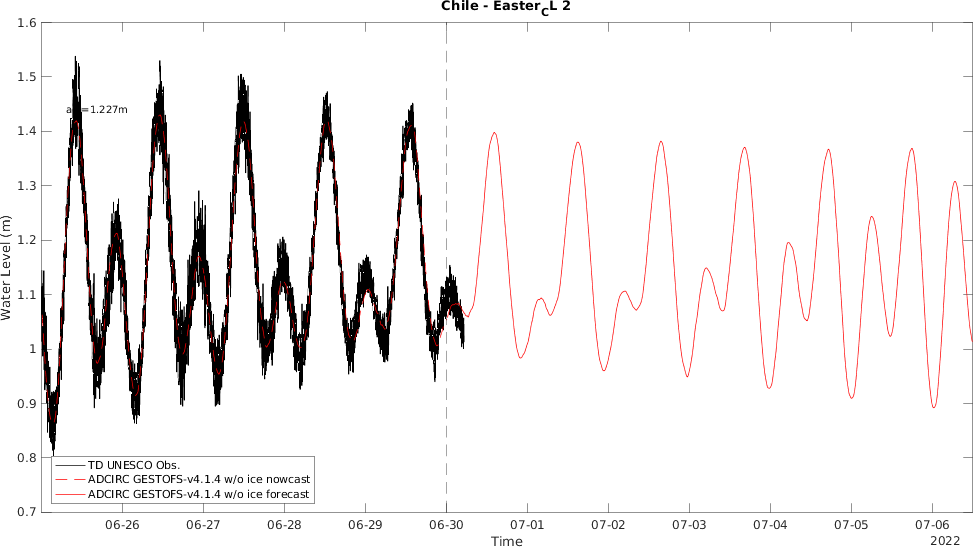 Chile - EasterCL 2
1.6
1.5
1.4
1.3
1.2
1.1
1
0.9
0.8
0.7
Water Level (m)
=1.227m
TD UNESCO Obs.
ADCIRC GESTOFS-v4.1.4 w/o ice nowcast
ADCIRC GESTOFS-v4.1.4 w/o ice forecast
06-26 06-27 06-28 06-29 06-30 07-01 07-02 07-03 07-04 07-05 07-06
Time
2022